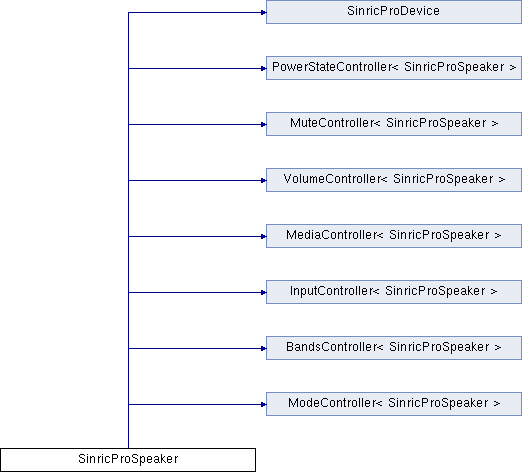 SinricProDevice
PowerStateController< SinricProSpeaker >
MuteController< SinricProSpeaker >
VolumeController< SinricProSpeaker >
MediaController< SinricProSpeaker >
InputController< SinricProSpeaker >
BandsController< SinricProSpeaker >
ModeController< SinricProSpeaker >
SinricProSpeaker